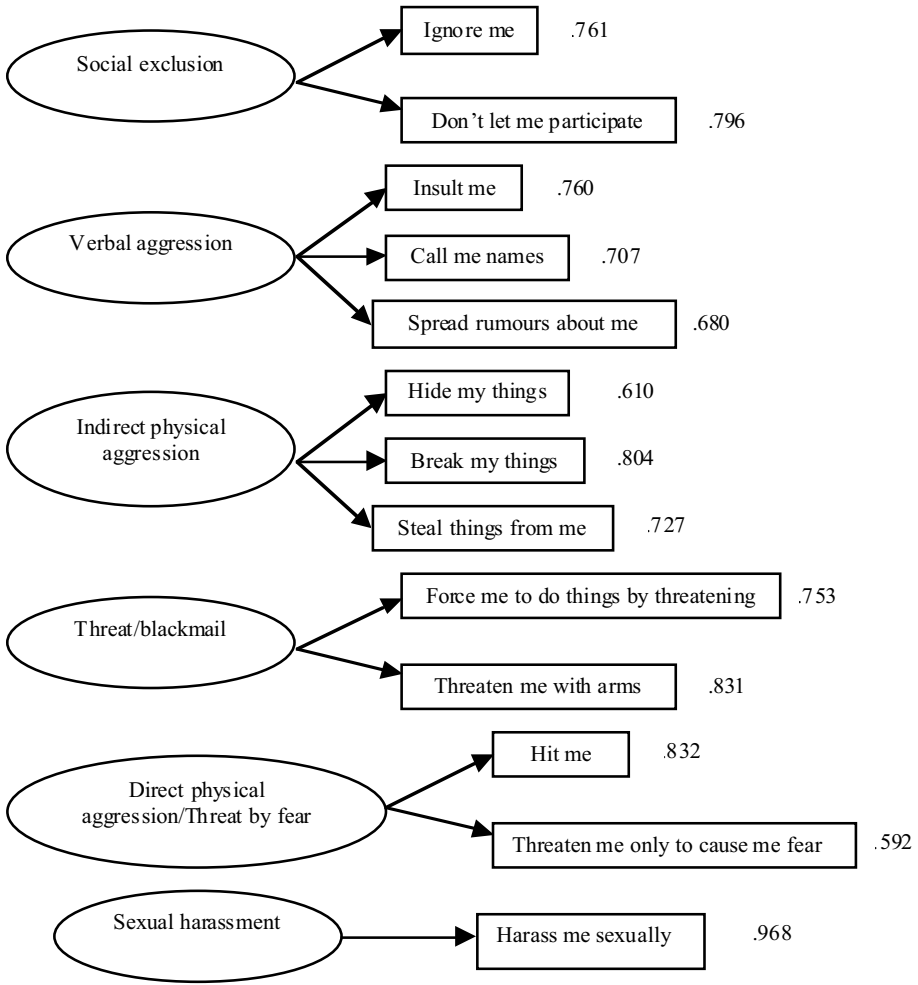 Ignore me .761
Social exclusion
Don't let me participate .796
Insult me .760
Verbal aggression
Call me names .707
Spread rumours about me .680
Hide my things .610
Indirect physical
aggression
Break my things .804
Steal things from me .727
Force me to do things by threatening .753
Threat/blackmail
Threaten me with arms .831
Hit me .832
Direct physical
aggression/Threat by fear
Threaten me only to cause me fear .592
Sexual harassment
Harass me sexually .968